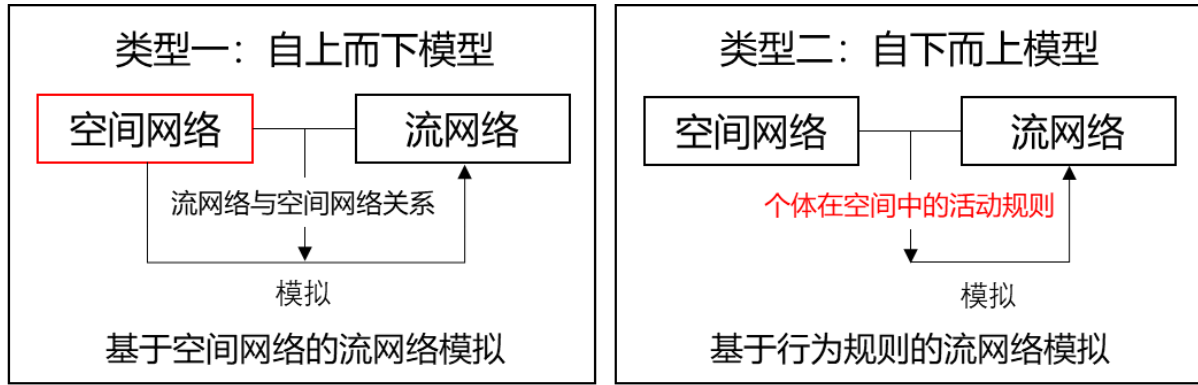 类型一：自上而下模型
空间网络
流网络
流网络与空间网络关系
模拟
基于空间网络的流网络模拟
类型二：自下而上模型
空间网络
流网络
个体在空间中的活动规则
模拟
基于行为规则的流网络模拟